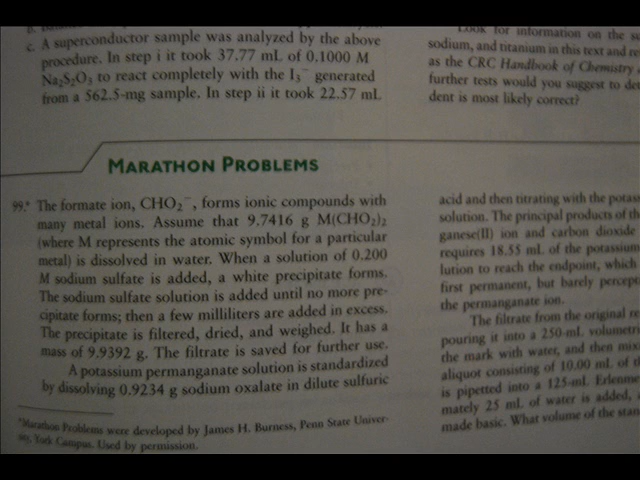 c. A superconductor sample was analyzed by the above
procedure. In step i it took 37.77 mL of 0.1000 M
Na₂S₂O₃ to react completely with the I₃⁻ generated
from a 562.5-mg sample. In step ii it took 22.57 mL
Look for information on the
sodium, and titanium in this text and
as the CRC Handbook of Chemistry
further tests would you suggest to
dent is most likely correct?
MARATHON PROBLEMS
99.* The formate ion, CHO₂⁻, forms ionic compounds with
many metal ions. Assume that 9.7416 g M(CHO₂)₂
(where M represents the atomic symbol for a particular
metal) is dissolved in water. When a solution of 0.200
M sodium sulfate is added, a white precipitate forms.
The sodium sulfate solution is added until no more pre-
cipitate forms; then a few milliliters are added in excess.
The precipitate is filtered, dried, and weighed. It has a
mass of 9.9392 g. The filtrate is saved for further use.
A potassium permanganate solution is standardized
by dissolving 0.9234 g sodium oxalate in dilute sulfuric
*Marathon Problems were developed by James H. Burness, Penn State Univer-
sity, York Campus. Used by permission.
acid and then titrating with the potass
solution. The principal products of th
ganese(II) ion and carbon dioxide
requires 18.55 mL of the potassium
lution to reach the endpoint, which
first permanent, but barely percep
the permanganate ion.
The filtrate from the original re
pouring it into a 250-mL volumetr
the mark with water, and then mix
aliquot consisting of 10.00 mL of th
is pipetted into a 125-mL Erlenme
mately 25 mL of water is added,
made basic. What volume of the stan